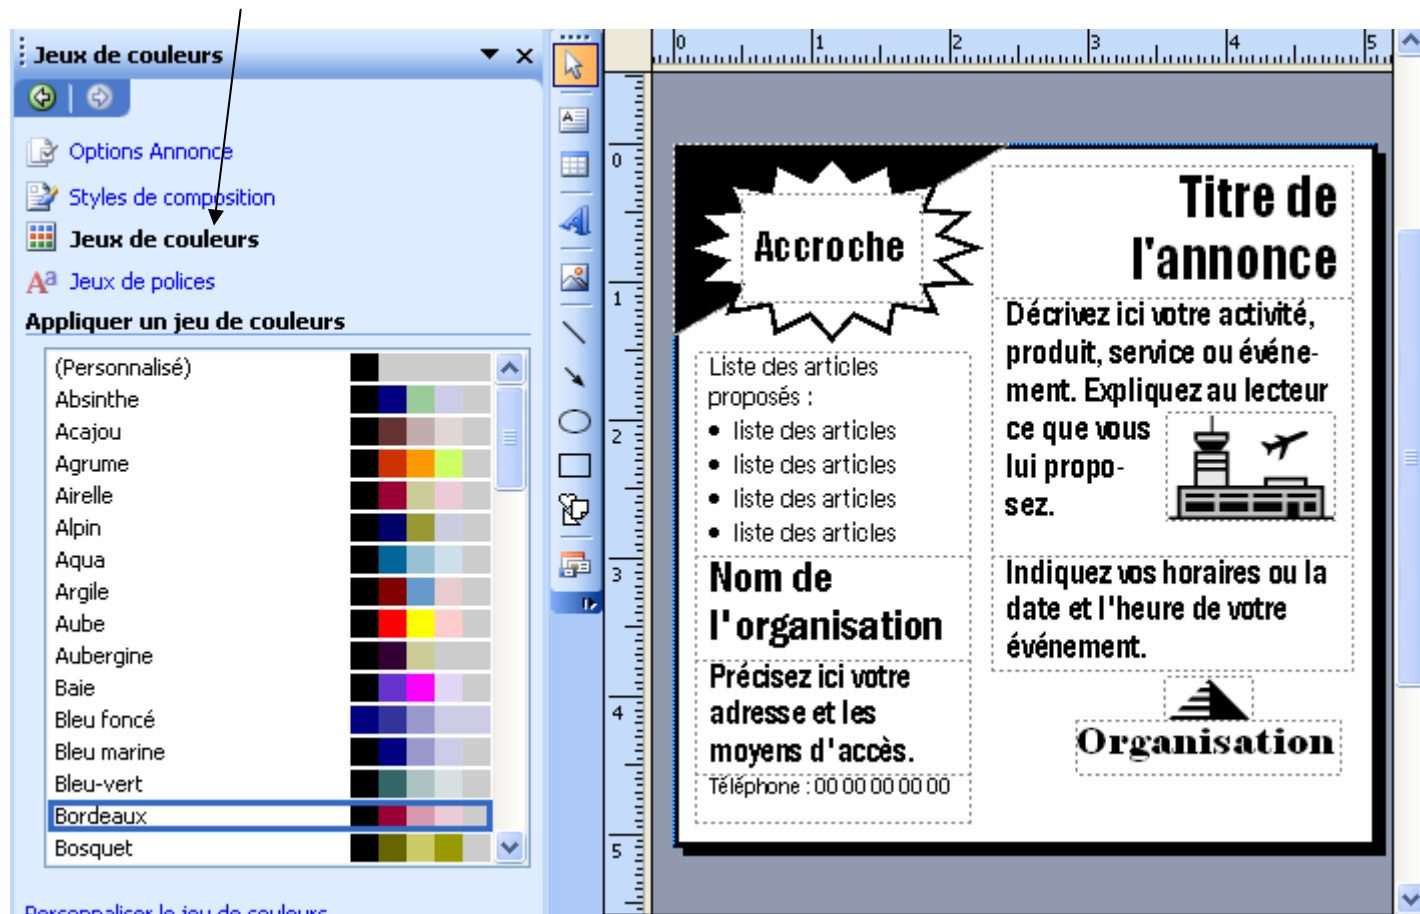 Jeux de couleurs
Options Annonce
Styles de composition
Jeux de couleurs
Aa Jeux de polices
Appliquer un jeu de couleurs
(Personnalisé)
Absinthe
Acajou
Agrume
Airelle
Alpin
Aqua
Argile
Aube
Aubergine
Baie
Bleu foncé
Bleu marine
Bleu-vert
Bordeaux
Bosquet
Personnaliser le jeu de couleurs
A
A
0 1 2 3 4 5
0
1
2
3
4
5
Accroche
Liste des articles
proposés :
• liste des articles
• liste des articles
• liste des articles
• liste des articles
Nom de
l'organisation
Précisez ici votre
adresse et les
moyens d'accès.
Téléphone : 00 00 00 00 00
Titre de
l'annonce
Décrivez ici votre activité,
produit, service ou événe-
ment. Expliquez au lecteur
ce que vous
lui propo-
sez.
Indiquez vos horaires ou la
date et l'heure de votre
événement.
Organisation